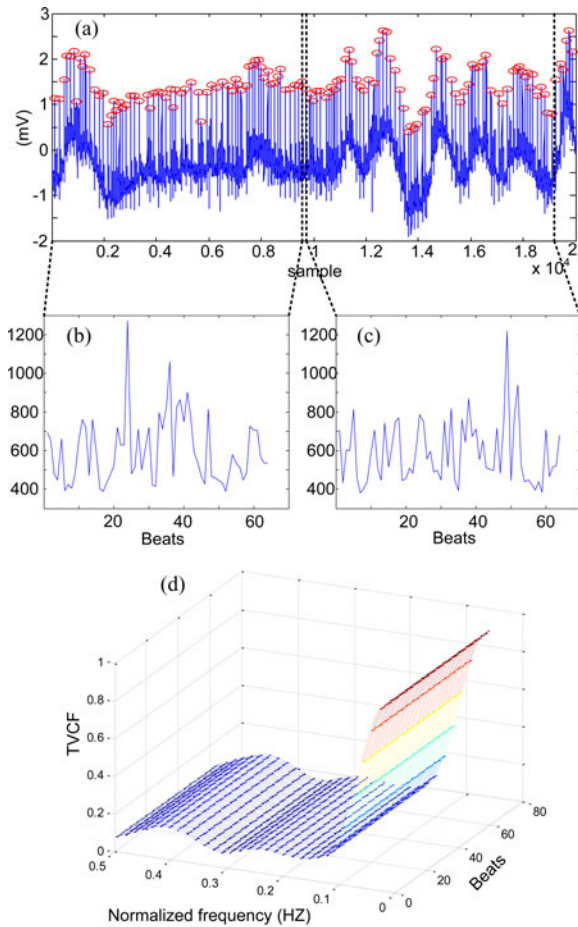 (a)
3
2
1
0
-1
-2
(mV)
0 0.2 0.4 0.6 0.8 1 1.2 1.4 1.6 1.8 2
sample
x 10⁴
(b)
1200
1000
800
600
400
20 40 60
Beats
(c)
1200
1000
800
600
400
20 40 60
Beats
(d)
1
0.8
0.6
0.4
0.2
0
TVCF
0.5 0.4 0.3 0.2 0.1 0
Normalized frequency (HZ)
0 20 40 60 80
Beats